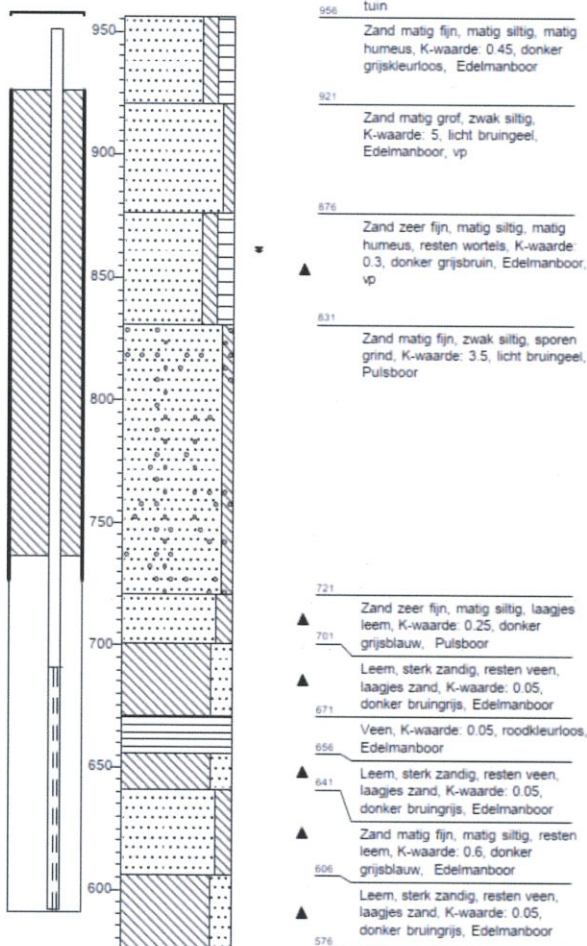 950
900
850
800
750
700
650
600
956
tuin
Zand matig fijn, matig siltig, matig
humeus, K-waarde: 0.45, donker
grijskleurloos, Edelmanboor
921
Zand matig grof, zwak siltig,
K-waarde: 5, licht bruingeel,
Edelmanboor, vp
876
Zand zeer fijn, matig siltig, matig
humeus, resten wortels, K-waarde:
0.3, donker grijsbruin, Edelmanboor,
vp
831
Zand matig fijn, zwak siltig, sporen
grind, K-waarde: 3.5, licht bruingeel,
Pulsboor
721
Zand zeer fijn, matig siltig, laagjes
leem, K-waarde: 0.25, donker
grijsblauw, Pulsboor
701
Leem, sterk zandig, resten veen,
laagjes zand, K-waarde: 0.05,
donker bruingrijs, Edelmanboor
671
Veen, K-waarde: 0.05, roodkleurloos,
Edelmanboor
656
Leem, sterk zandig, resten veen,
laagjes zand, K-waarde: 0.05,
donker bruingrijs, Edelmanboor
641
Zand matig fijn, matig siltig, resten
leem, K-waarde: 0.6, donker
grijsblauw, Edelmanboor
606
Leem, sterk zandig, resten veen,
laagjes zand, K-waarde: 0.05,
donker bruingrijs, Edelmanboor
576